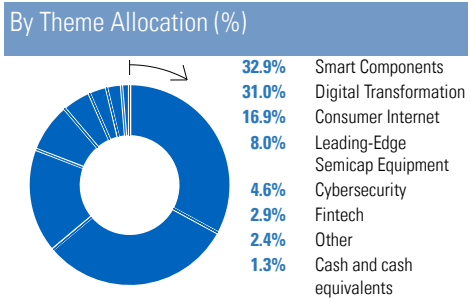 By Theme Allocation (%)
32.9% Smart Components
31.0% Digital Transformation
16.9% Consumer Internet
8.0% Leading-Edge
Semicap Equipment
4.6% Cybersecurity
2.9% Fintech
2.4% Other
1.3% Cash and cash
equivalents